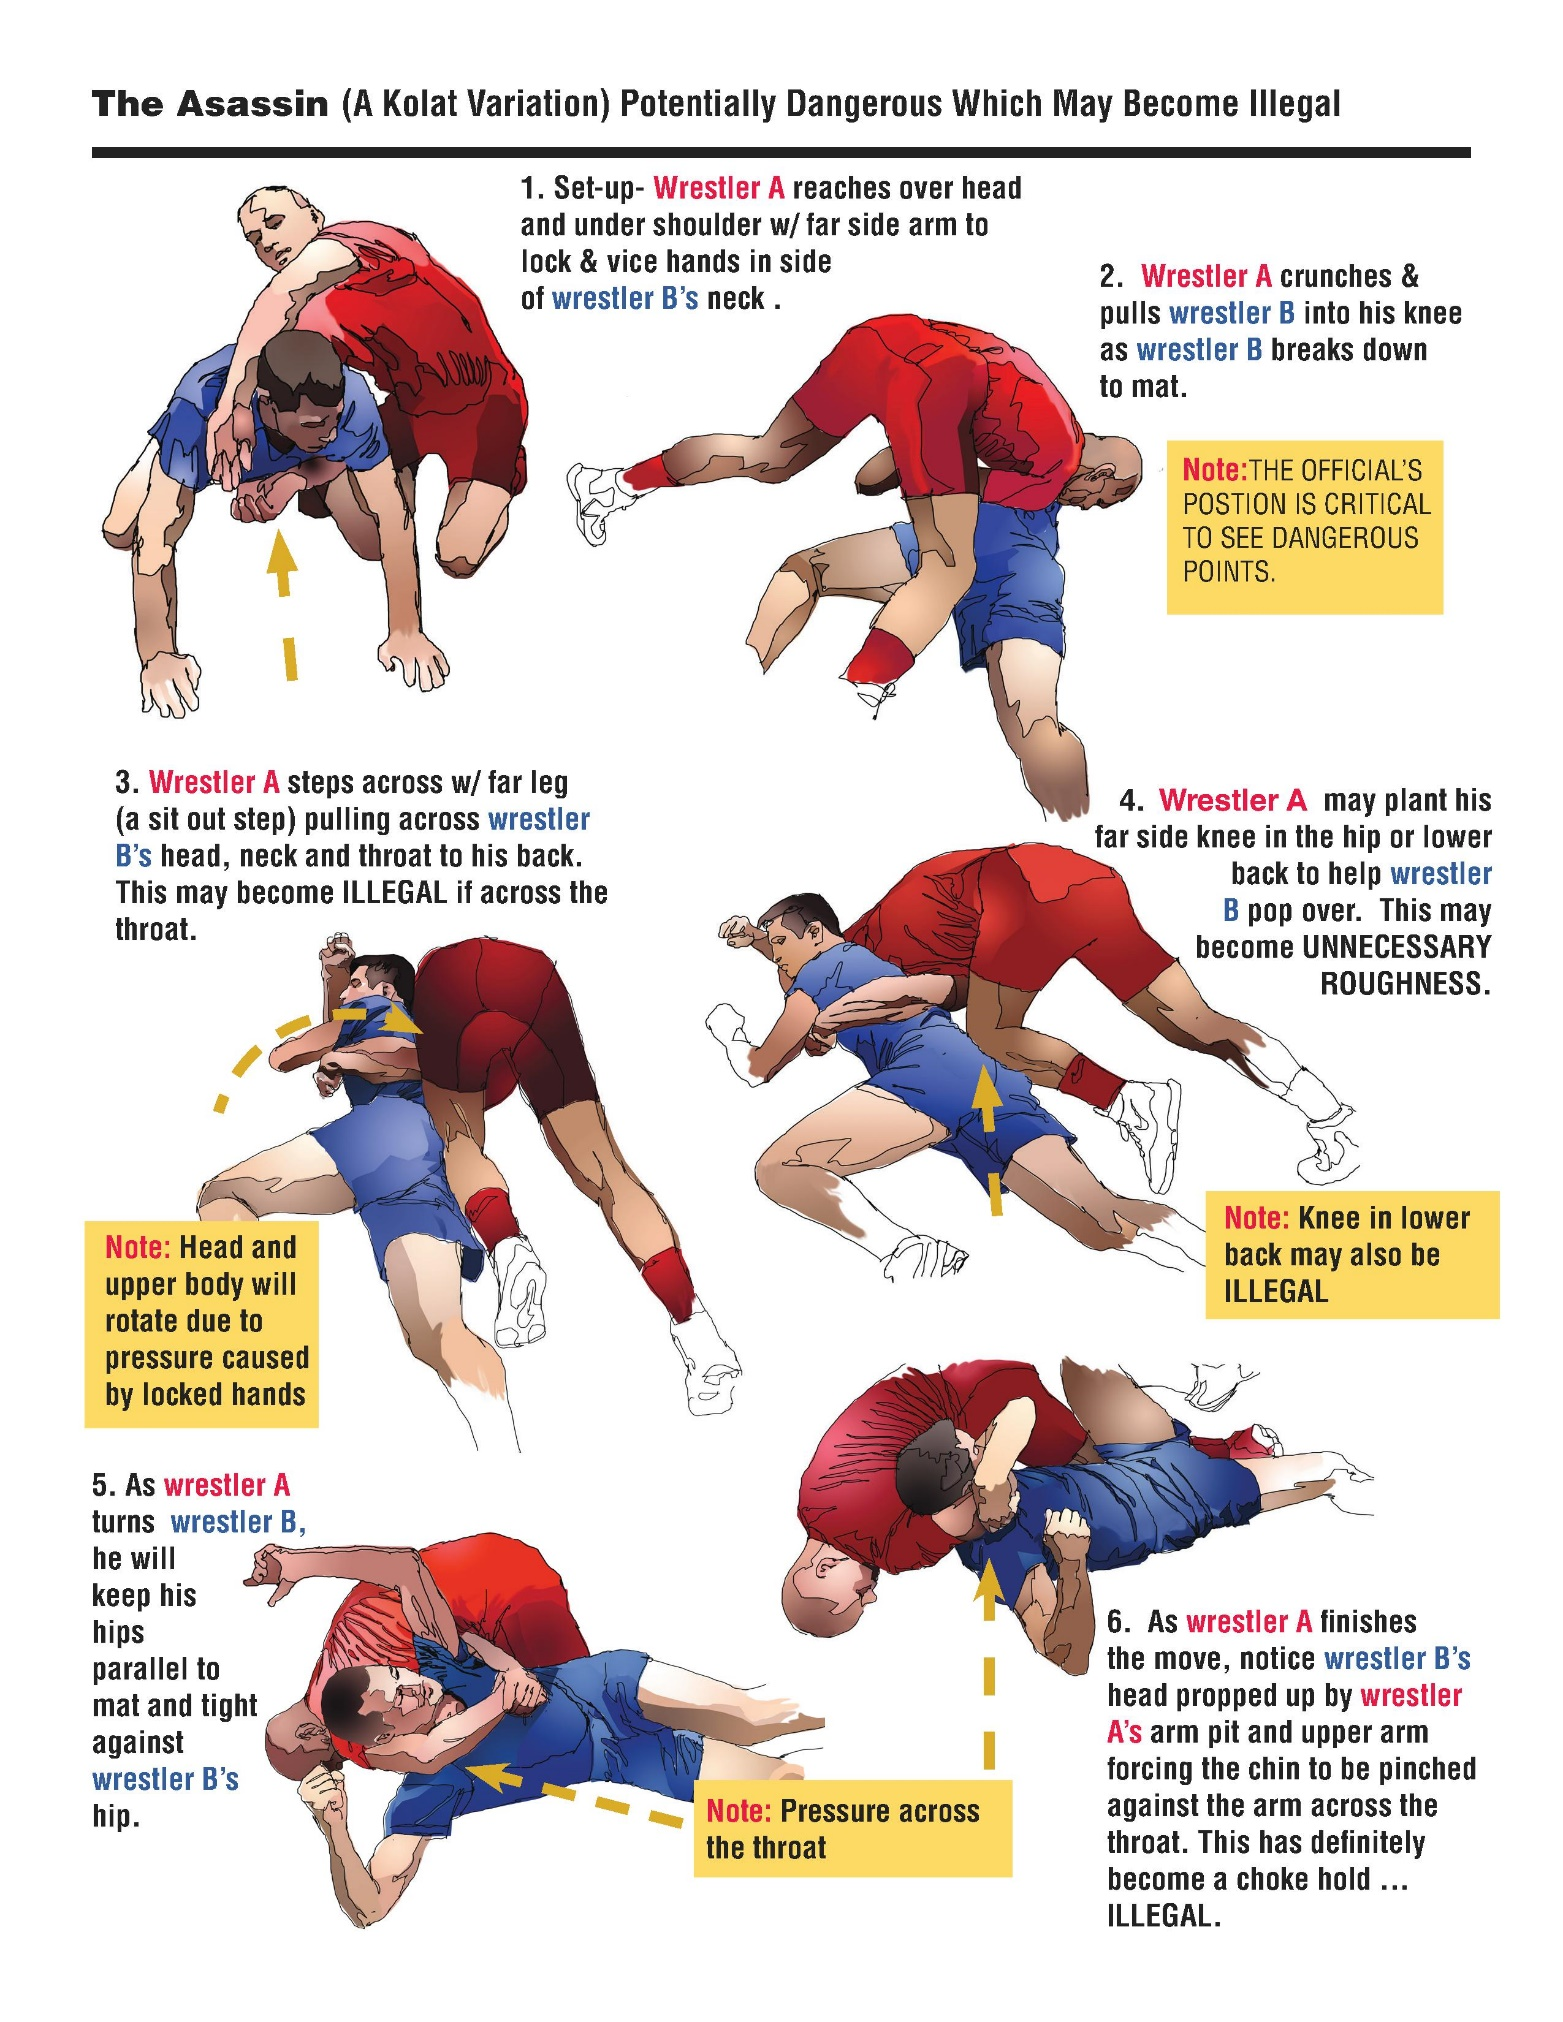 The Asassin (A Kolat Variation) Potentially Dangerous Which May Become Illegal
1. Set-up- Wrestler A reaches over head
and under shoulder w/ far side arm to
lock & vice hands in side
of wrestler B's neck .
2. Wrestler A crunches &
pulls wrestler B into his knee
as wrestler B breaks down
to mat.
Note:THE OFFICIAL'S
POSTION IS CRITICAL
TO SEE DANGEROUS
POINTS.
3. Wrestler A steps across w/ far leg
(a sit out step) pulling across wrestler
B's head, neck and throat to his back.
This may become ILLEGAL if across the
throat.
4. Wrestler A may plant his
far side knee in the hip or lower
back to help wrestler
B pop over. This may
become UNNECESSARY
ROUGHNESS.
Note: Head and
upper body will
rotate due to
pressure caused
by locked hands
Note: Knee in lower
back may also be
ILLEGAL
5. As wrestler A
turns wrestler B,
he will
keep his
hips
parallel to
mat and tight
against
wrestler B's
hip.
Note: Pressure across
the throat
6. As wrestler A finishes
the move, notice wrestler B's
head propped up by wrestler
A's arm pit and upper arm
forcing the chin to be pinched
against the arm across the
throat. This has definitely
become a choke hold ...
ILLEGAL.